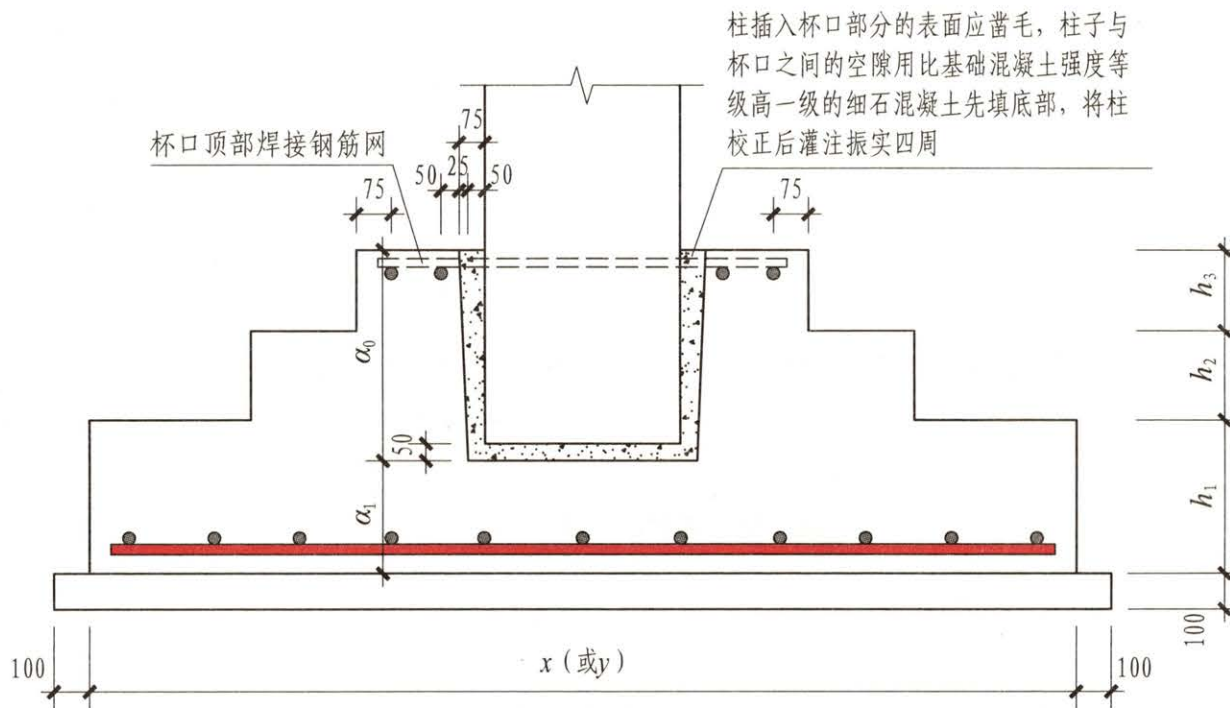 柱插入杯口部分的表面应凿毛，柱子与
杯口之间的空隙用比基础混凝土强度等
级高一级的细石混凝土先填底部，将柱
校正后灌注振实四周
杯口顶部焊接钢筋网
75
50
25
50
75
75
h₃
h₂
h₁
100
α₀
50
α₁
100
x（或y）
100